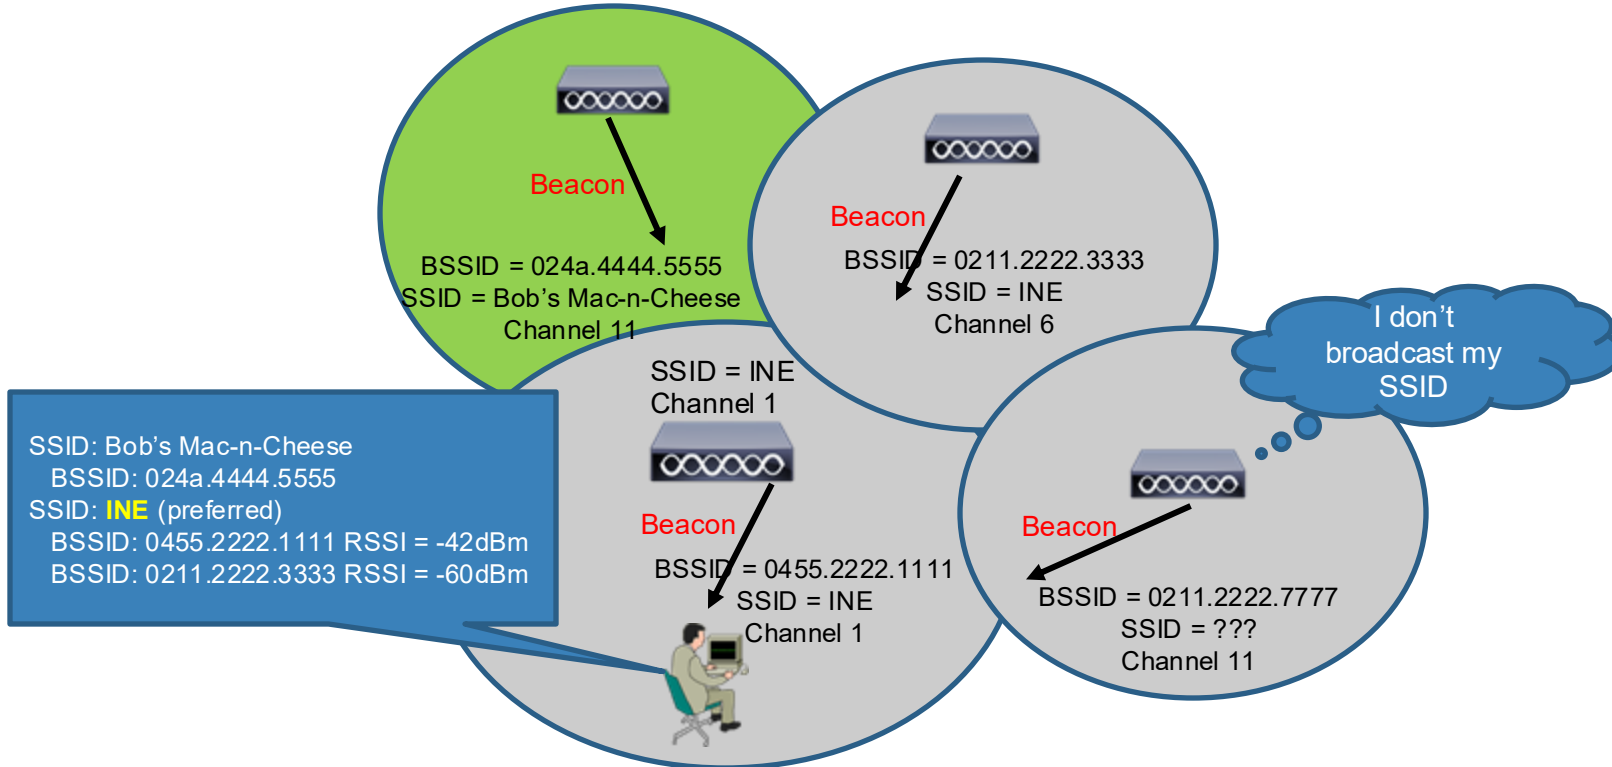 Beacon
BSSID = 024a.4444.5555
SSID = Bob's Mac-n-Cheese
Channel 11
Beacon
BSSID = 0211.2222.3333
SSID = INE
Channel 6
I don't
broadcast my
SSID
SSID = INE
Channel 1
Beacon
BSSID = 0455.2222.1111
SSID = INE
Channel 1
Beacon
BSSID = 0211.2222.7777
SSID = ???
Channel 11
SSID: Bob's Mac-n-Cheese
BSSID: 024a.4444.5555
SSID: INE (preferred)
BSSID: 0455.2222.1111 RSSI = -42dBm
BSSID: 0211.2222.3333 RSSI = -60dBm